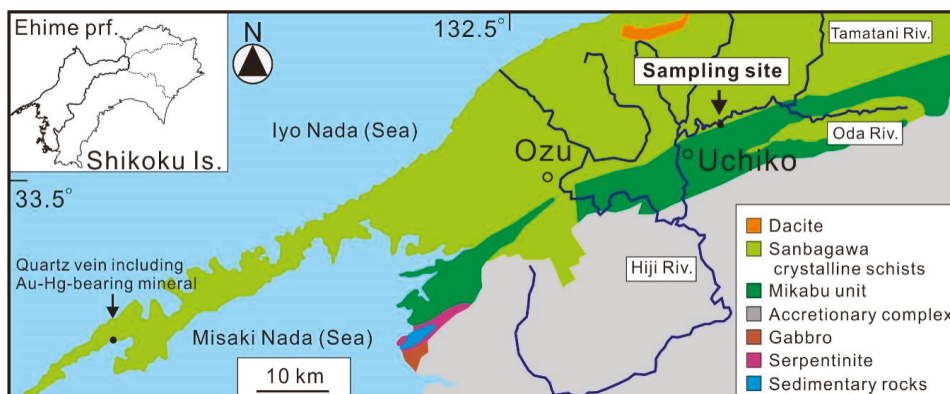 Ehime prf.
Shikoku Is.
N
132.5°
Tamatani Riv.
Sampling site
Iyo Nada (Sea)
Oda Riv.
Ozu
Uchiko
33.5°
Quartz vein including
Au-Hg-bearing mineral
Hiji Riv.
Misaki Nada (Sea)
10 km
Dacite
Sanbagawa
crystalline schists
Mikabu unit
Accretionary complex
Gabbro
Serpentinite
Sedimentary rocks